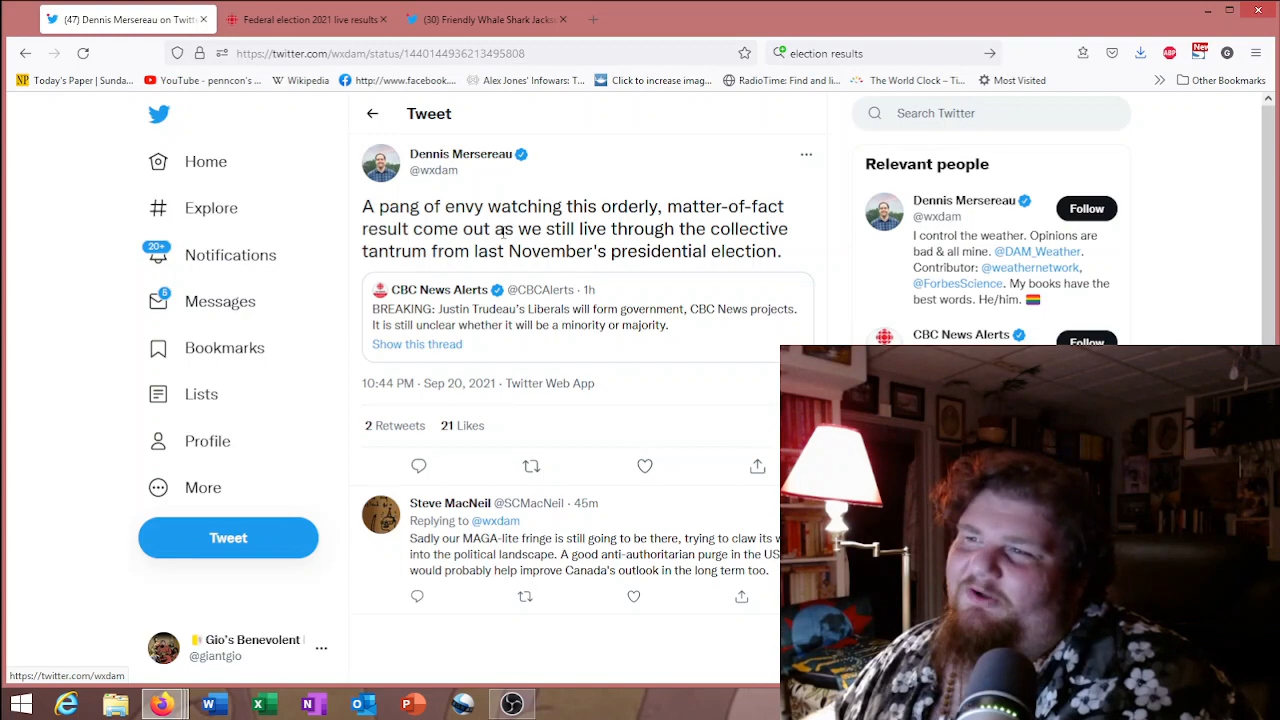 (47) Dennis Mersereau on Twitt
Federal election 2021 live results
(30) Friendly Whale Shark Jacks
https://twitter.com/wxdam/status/1440144936213495808
election results
Today's Paper | Sunda...
YouTube - penncon's...
Wikipedia
http://www.facebook....
Alex Jones' Infowars: T...
Click to increase imag...
RadioTime: Find and li...
The World Clock – Ti...
Most Visited
Other Bookmarks
New
ABP
Tweet
Search Twitter
Home
Explore
20+
Notifications
6
Messages
Bookmarks
Lists
Profile
More
Tweet
Gio's Benevolent
@giantgio
Dennis Mersereau
@wxdam
A pang of envy watching this orderly, matter-of-fact
result come out as we still live through the collective
tantrum from last November's presidential election.
CBC News Alerts @CBCAlerts · 1h
BREAKING: Justin Trudeau's Liberals will form government, CBC News projects.
It is still unclear whether it will be a minority or majority.
Show this thread
10:44 PM · Sep 20, 2021 · Twitter Web App
2 Retweets 21 Likes
Steve MacNeil @SCMacNeil · 45m
Replying to @wxdam
Sadly our MAGA-lite fringe is still going to be there, trying to claw its
into the political landscape. A good anti-authoritarian purge in the US
would probably help improve Canada's outlook in the long term too.
Relevant people
Dennis Mersereau
@wxdam
Follow
I control the weather. Opinions are
bad & all mine. @DAM_Weather.
Contributor: @weathernetwork,
@ForbesScience. My books have the
best words. He/him.
CBC News Alerts
Follow
https://twitter.com/wxdam